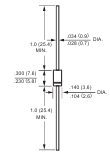 1.0 (25.4)
MIN.
.034 (0.9)
.028 (0.7)
DIA.
.300 (7.6)
.230 (5.8)
.140 (3.6)
.104 (2.6)
DIA.
1.0 (25.4)
MIN.